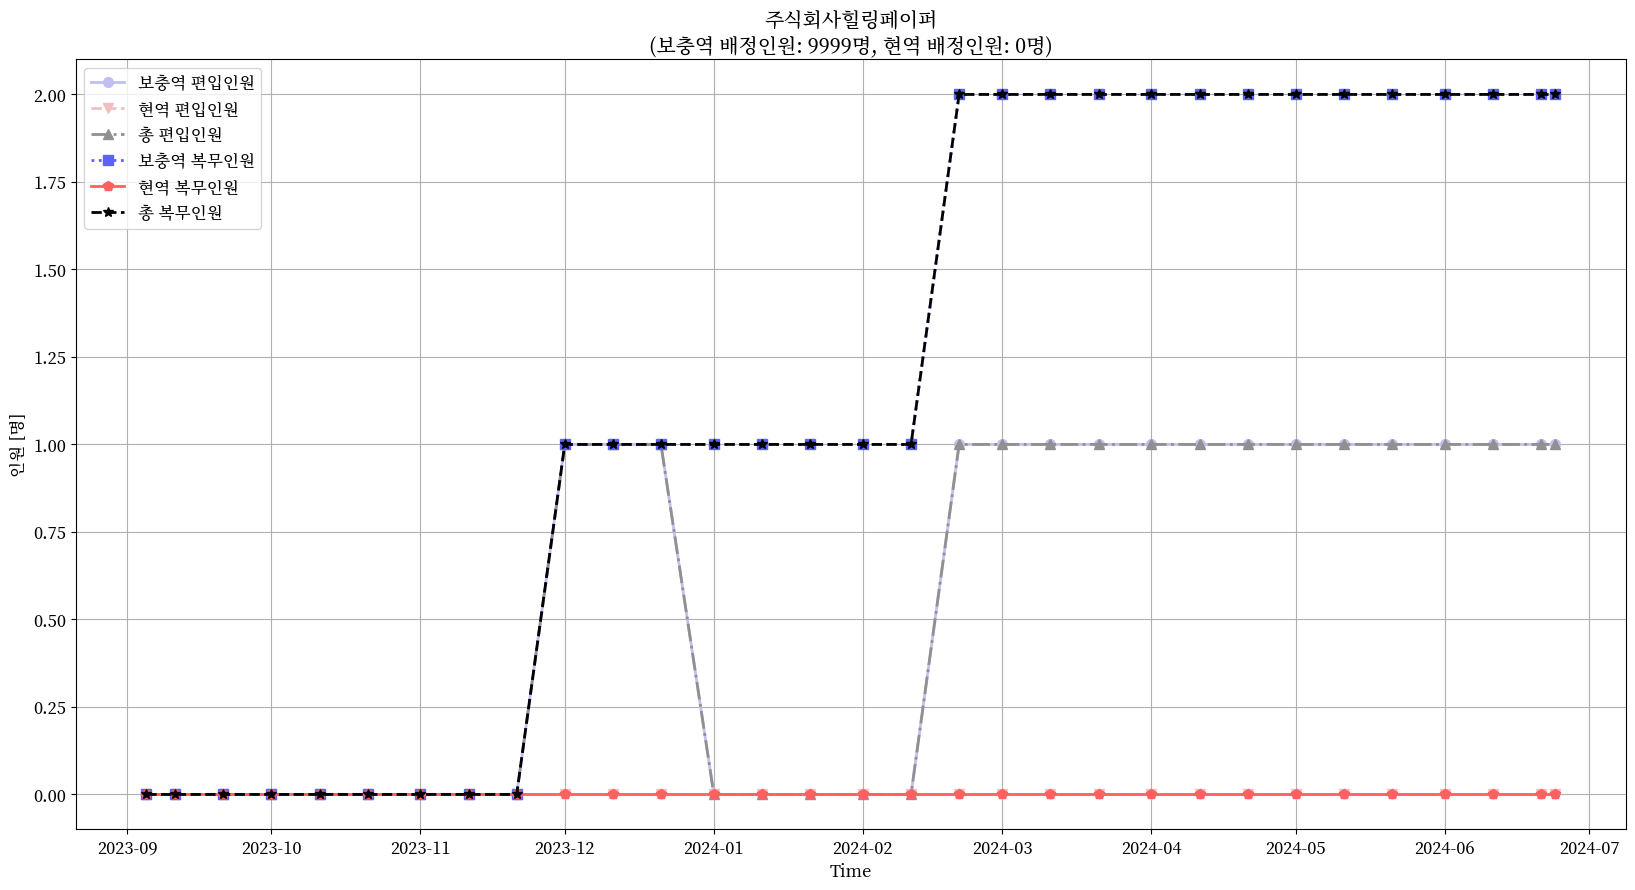 주식회사힐링페이퍼
(보충역 배정인원: 9999명, 현역 배정인원: 0명)
보충역 편입인원
현역 편입인원
총 편입인원
보충역 복무인원
현역 복무인원
총 복무인원
인원 [명]
2.00
1.75
1.50
1.25
1.00
0.75
0.50
0.25
0.00
2023-09
2023-10
2023-11
2023-12
2024-01
2024-02
2024-03
2024-04
2024-05
2024-06
2024-07
Time